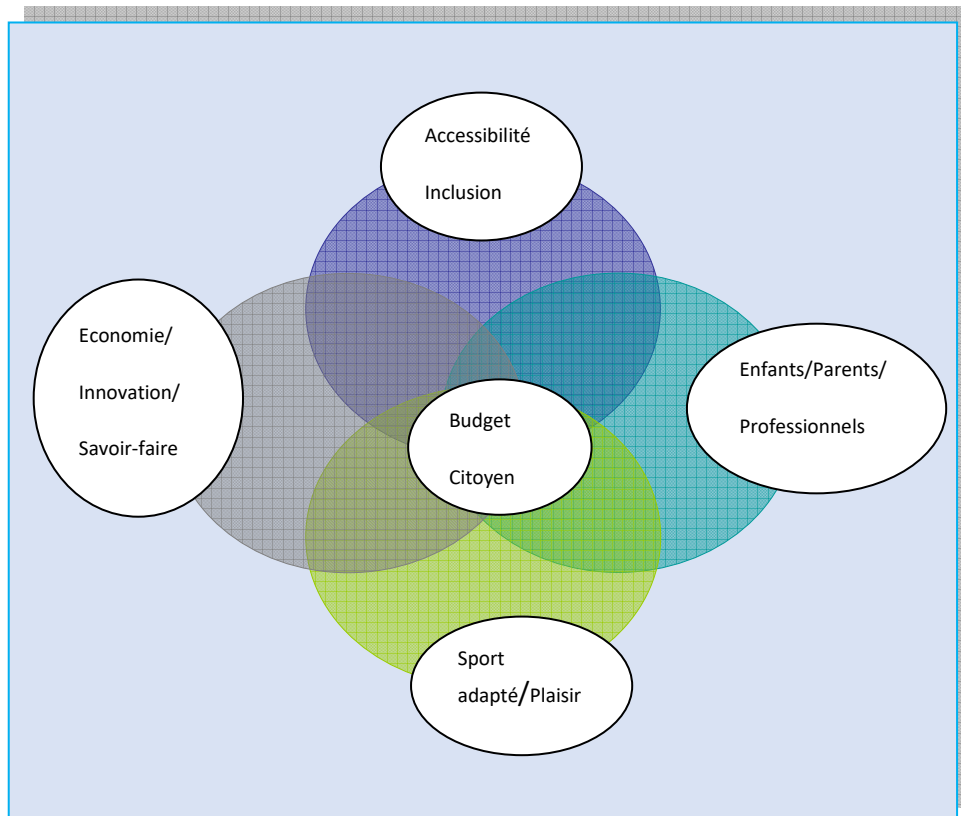 Accessibilité
Inclusion
Economie/
Innovation/
Savoir-faire
Enfants/Parents/
Professionnels
Budget
Citoyen
Sport
adapté/Plaisir